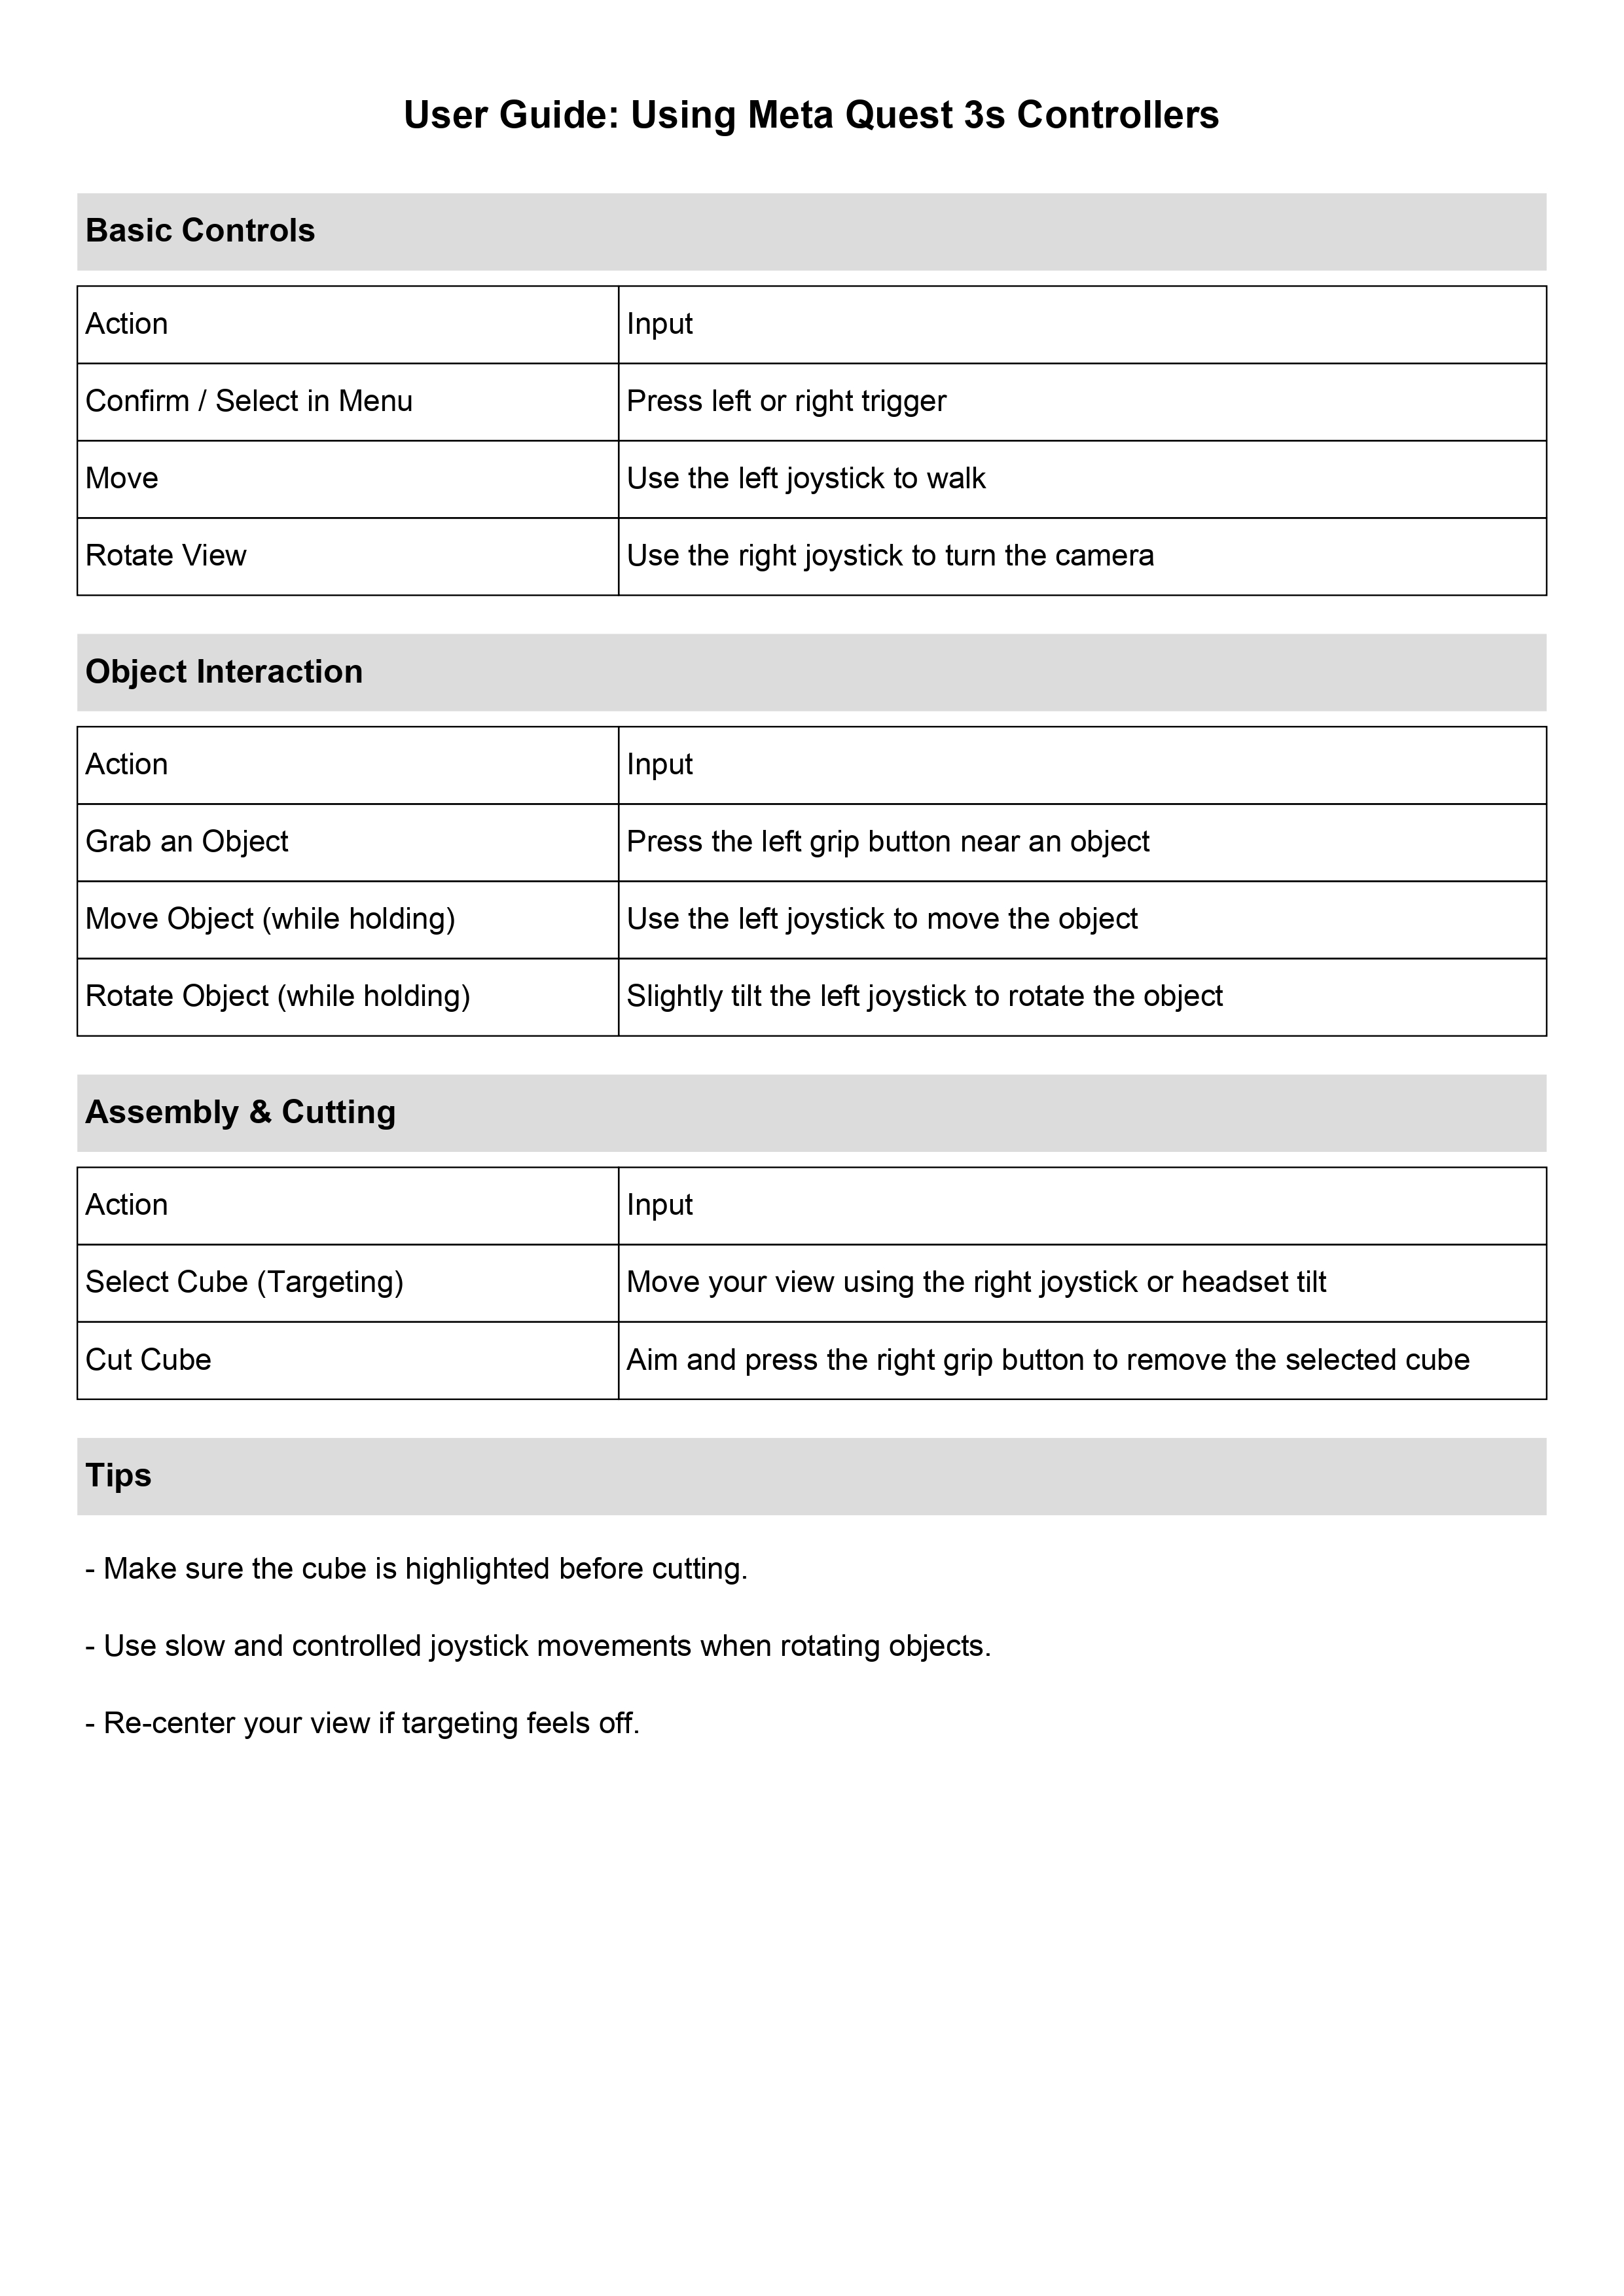 User Guide: Using Meta Quest 3s Controllers
Basic Controls
Action Input
Confirm / Select in Menu Press left or right trigger
Move Use the left joystick to walk
Rotate View Use the right joystick to turn the camera
Object Interaction
Action Input
Grab an Object Press the left grip button near an object
Move Object (while holding) Use the left joystick to move the object
Rotate Object (while holding) Slightly tilt the left joystick to rotate the object
Assembly & Cutting
Action Input
Select Cube (Targeting) Move your view using the right joystick or headset tilt
Cut Cube Aim and press the right grip button to remove the selected cube
Tips
- Make sure the cube is highlighted before cutting.
- Use slow and controlled joystick movements when rotating objects.
- Re-center your view if targeting feels off.